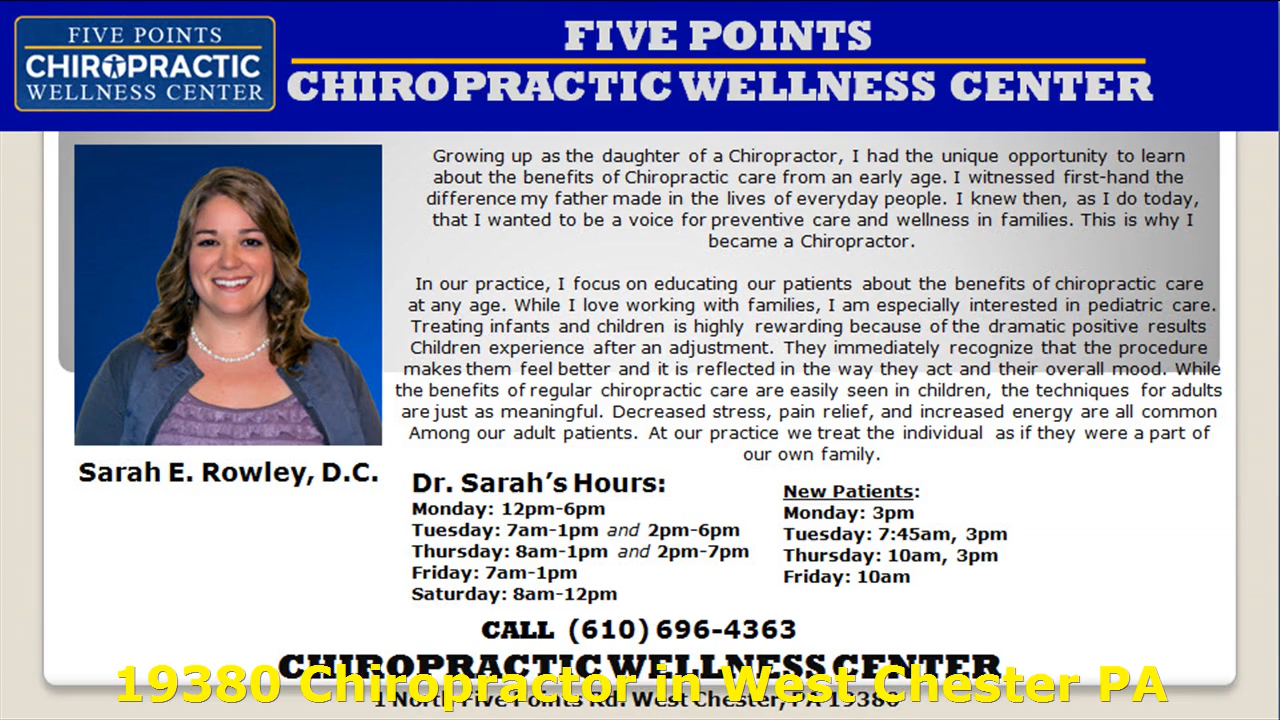 FIVE POINTS
CHIROPRACTIC
WELLNESS CENTER
FIVE POINTS
CHIROPRACTIC WELLNESS CENTER
Growing up as the daughter of a Chiropractor, I had the unique opportunity to learn
about the benefits of Chiropractic care from an early age. I witnessed first-hand the
difference my father made in the lives of everyday people. I knew then, as I do today,
that I wanted to be a voice for preventive care and wellness in families. This is why I
became a Chiropractor.
In our practice, I focus on educating our patients about the benefits of chiropractic care
at any age. While I love working with families, I am especially interested in pediatric care.
Treating infants and children is highly rewarding because of the dramatic positive results
Children experience after an adjustment. They immediately recognize that the procedure
makes them feel better and it is reflected in the way they act and their overall mood. While
the benefits of regular chiropractic care are easily seen in children, the techniques for adults
are just as meaningful. Decreased stress, pain relief, and increased energy are all common
Among our adult patients. At our practice we treat the individual as if they were a part of
our own family.
Sarah E. Rowley, D.C.
Dr. Sarah's Hours:
Monday: 12pm-6pm
Tuesday: 7am-1pm and 2pm-6pm
Thursday: 8am-1pm and 2pm-7pm
Friday: 7am-1pm
Saturday: 8am-12pm
New Patients:
Monday: 3pm
Tuesday: 7:45am, 3pm
Thursday: 10am, 3pm
Friday: 10am
CALL (610) 696-4363
CHIROPRACTIC WELLNESS CENTER
19380 Chiropractor in West Chester PA
1 North Five Points Rd. West Chester, PA 19380